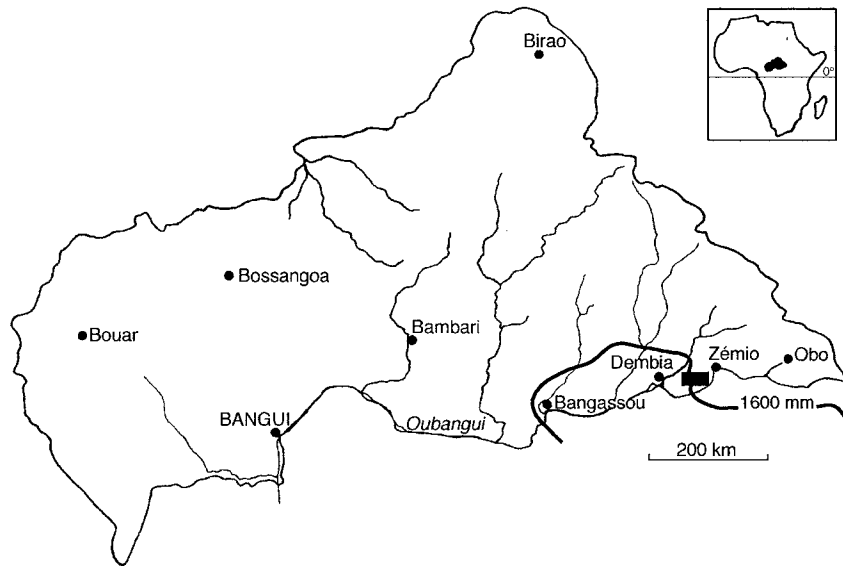 Birao
0°
Bossangoa
Bouar
Bambari
Dembia
Zémio
Obo
BANGUI
Oubangui
Bangassou
1600 mm
200 km